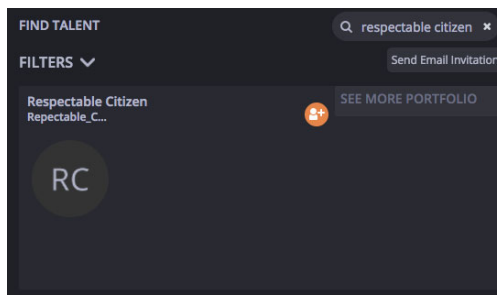 FIND TALENT
respectable citizen ×
FILTERS
Send Email Invitation
Respectable Citizen
Repectable_C...
SEE MORE PORTFOLIO
RC